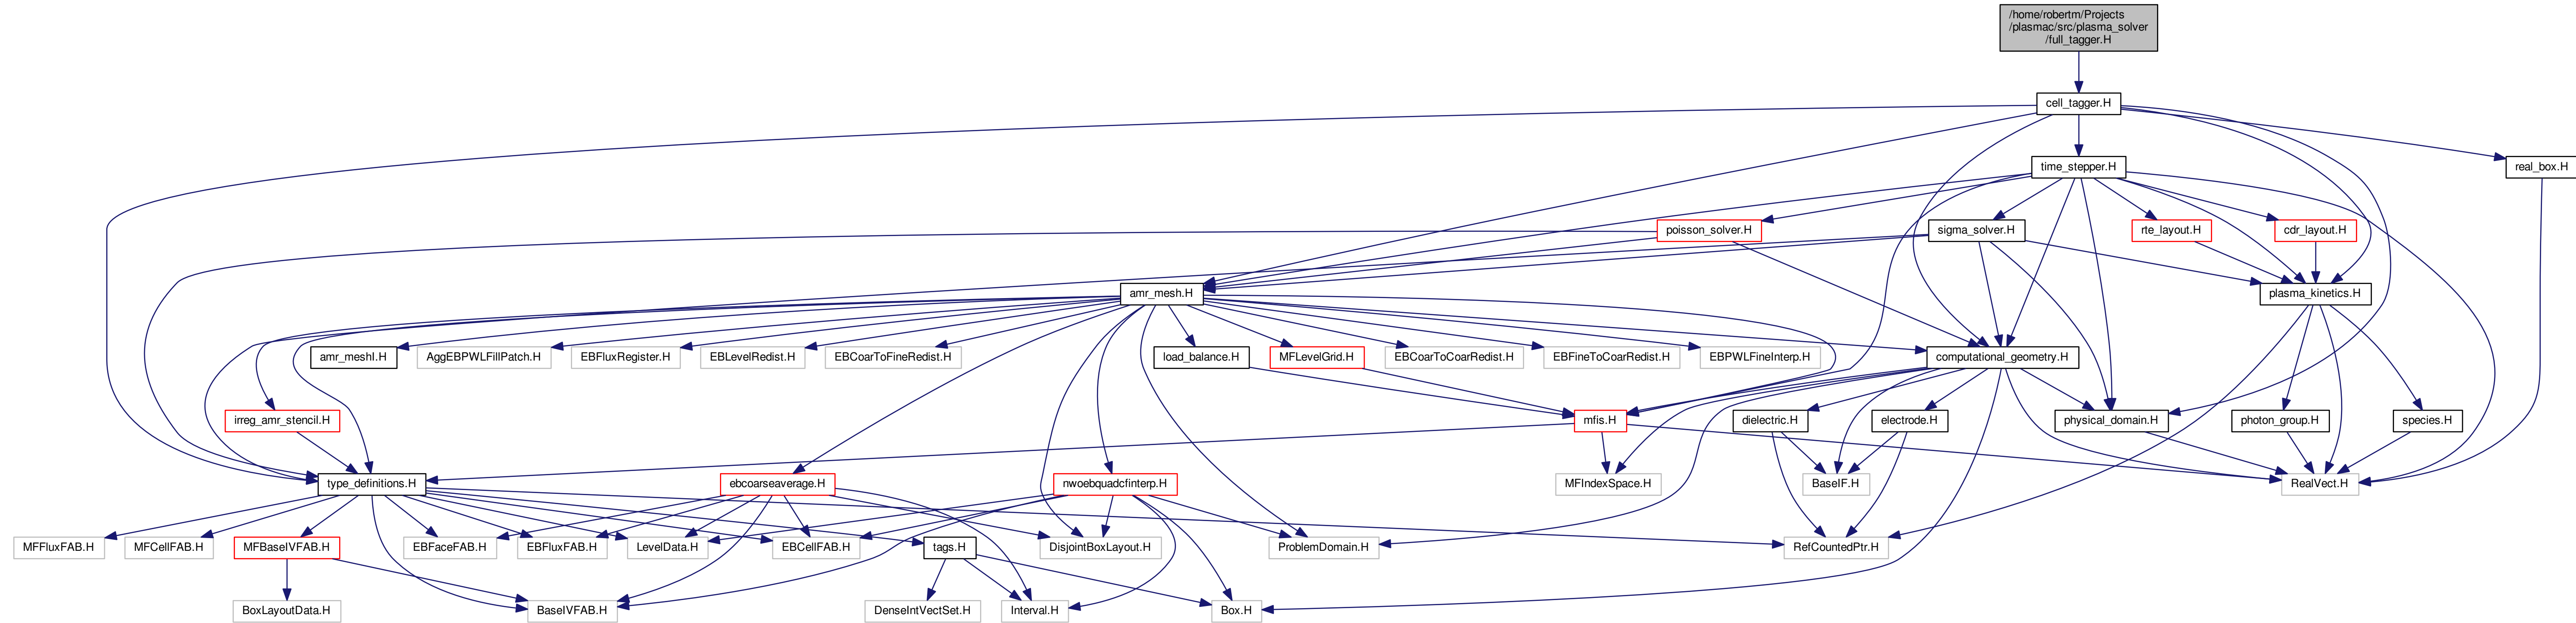 /home/robertm/Projects
/plasmac/src/plasma_solver
/full_tagger.H
cell_tagger.H
time_stepper.H
real_box.H
poisson_solver.H
sigma_solver.H
rte_layout.H
cdr_layout.H
amr_mesh.H
plasma_kinetics.H
amr_meshI.H
AggEBPWLFillPatch.H
EBFluxRegister.H
EBLevelRedist.H
EBCoarToFineRedist.H
load_balance.H
MFLevelGrid.H
EBCoarToCoarRedist.H
EBFineToCoarRedist.H
EBPWLFineInterp.H
computational_geometry.H
irreg_amr_stencil.H
mfis.H
dielectric.H
electrode.H
physical_domain.H
photon_group.H
species.H
type_definitions.H
ebcoarseaverage.H
nwoebquadcfinterp.H
MFIndexSpace.H
BaseIF.H
RealVect.H
MFFluxFAB.H
MFCellFAB.H
MFBaseIVFAB.H
EBFaceFAB.H
EBFluxFAB.H
LevelData.H
EBCellFAB.H
tags.H
DisjointBoxLayout.H
ProblemDomain.H
RefCountedPtr.H
BoxLayoutData.H
BaseIVFAB.H
DenseIntVectSet.H
Interval.H
Box.H